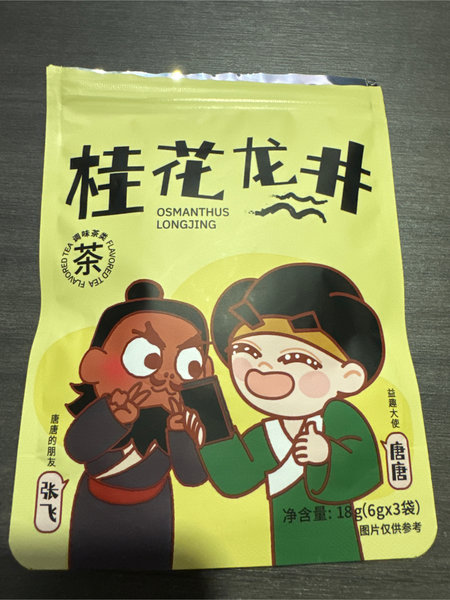 桂花龙井
OSMANTHUS
LONGJING
调味茶类
FLAVORED TEA
FLAVORED TEA
茶
益趣大使
唐唐
唐唐的朋友
张飞
净含量: 18g(6gx3袋)
图片仅供参考